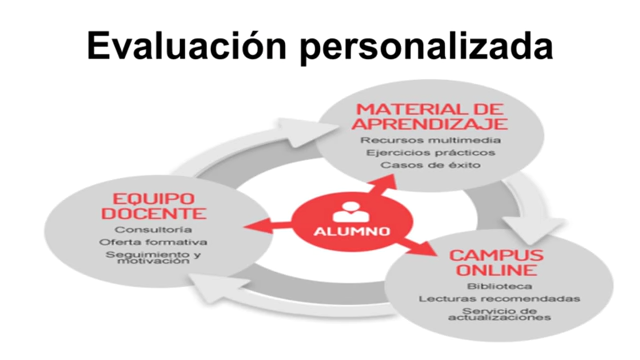 Evaluación personalizada
MATERIAL DE
APRENDIZAJE
Recursos multimedia
Ejercicios prácticos
Casos de éxito
EQUIPO
DOCENTE
Consultoría
Oferta formativa
Seguimiento y
motivación
ALUMNO
CAMPUS
ONLINE
Biblioteca
Lecturas recomendadas
Servicio de
actualizaciones